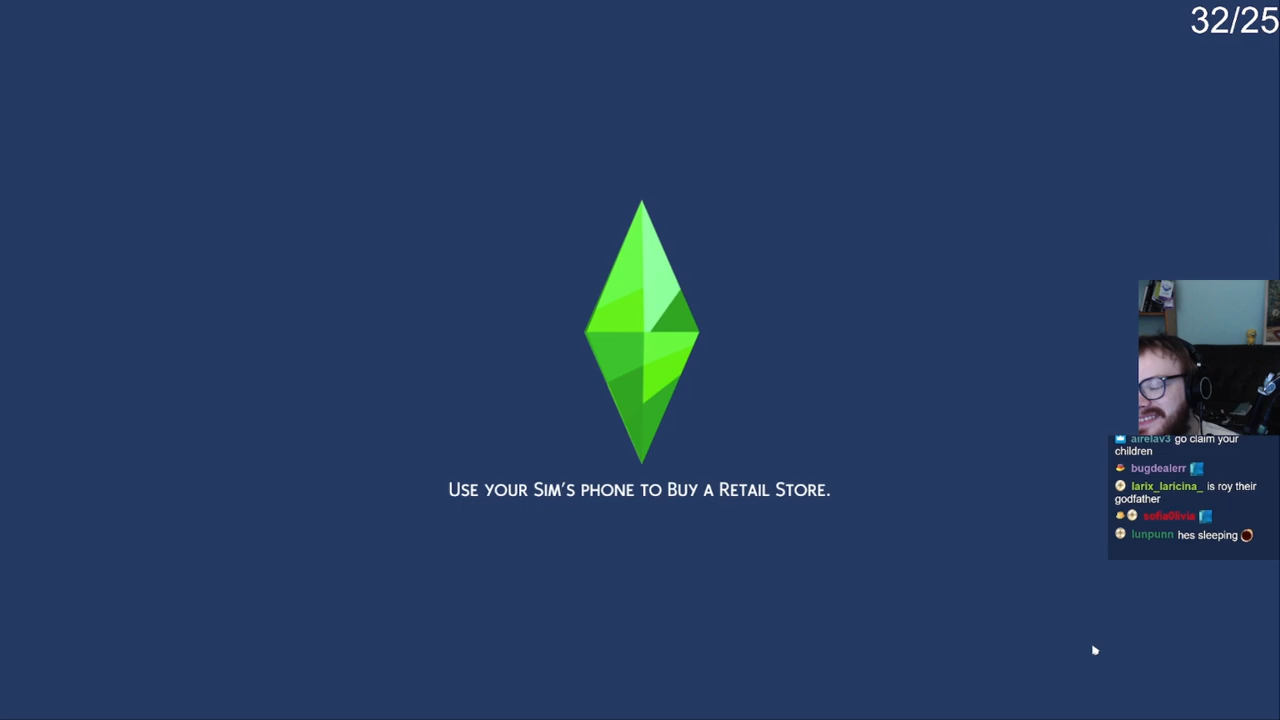 32/25
USE YOUR SIM'S PHONE TO BUY A RETAIL STORE.
airelav3 go claim your
children
bugdealerr
larix_laricina_ is roy their
godfather
sofia0livia
lunpunn hes sleeping